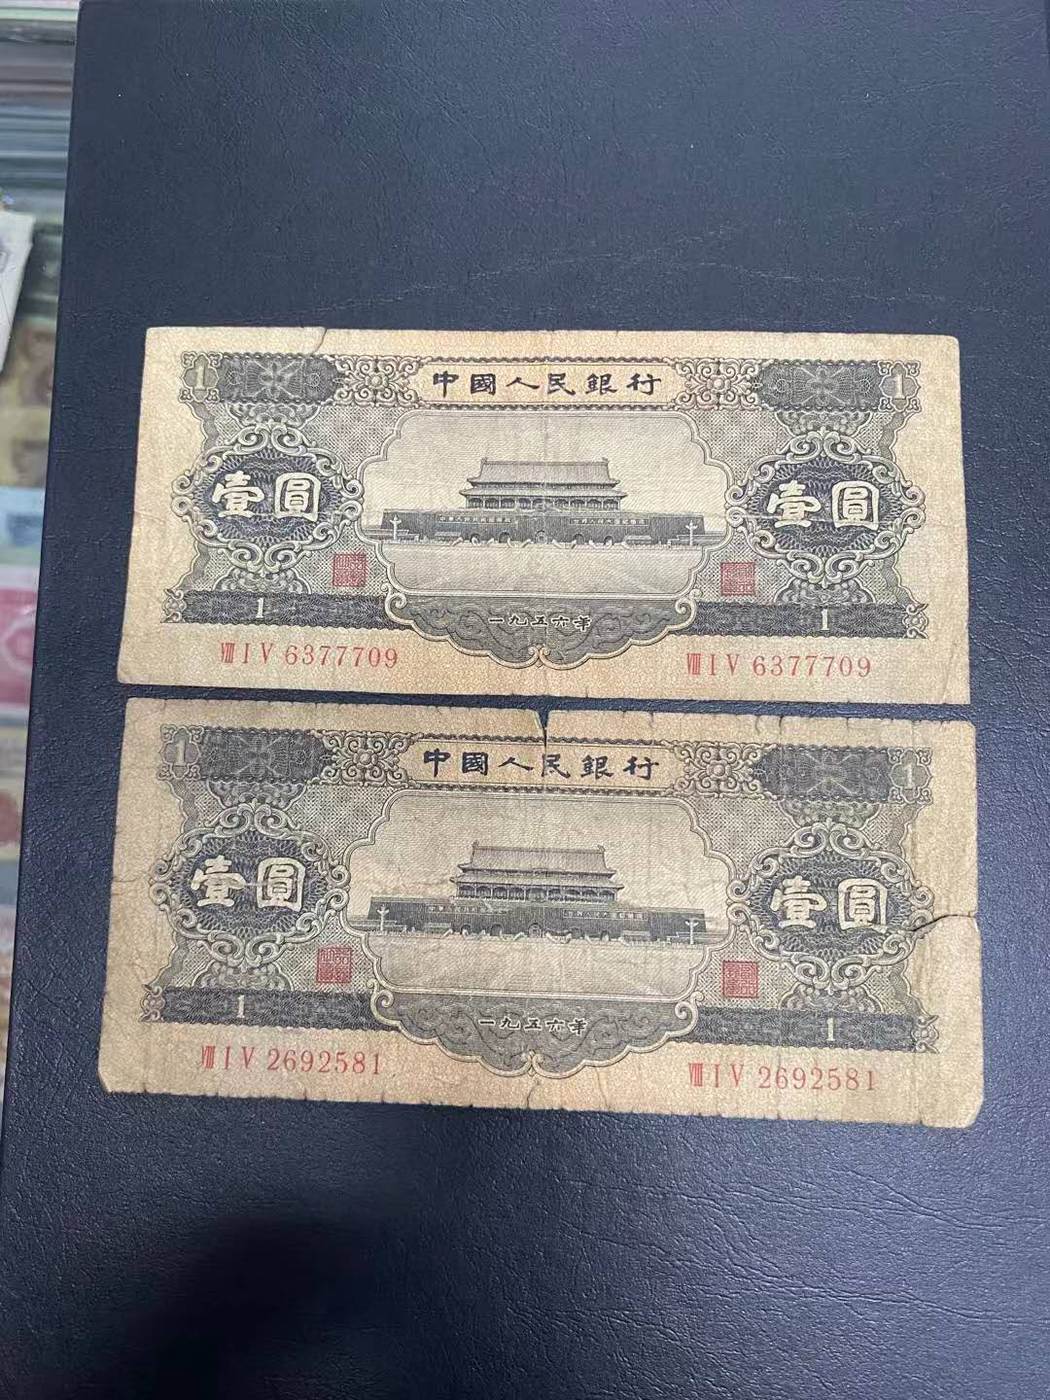 1 中國人民銀行 1
壹圓 壹圓
1 一九五六年 1
VIII I V 6377709 VIII I V 6377709
1 中國人民銀行 1
壹圓 壹圓
1 一九五六年 1
VIII I V 2692581 VIII I V 2692581